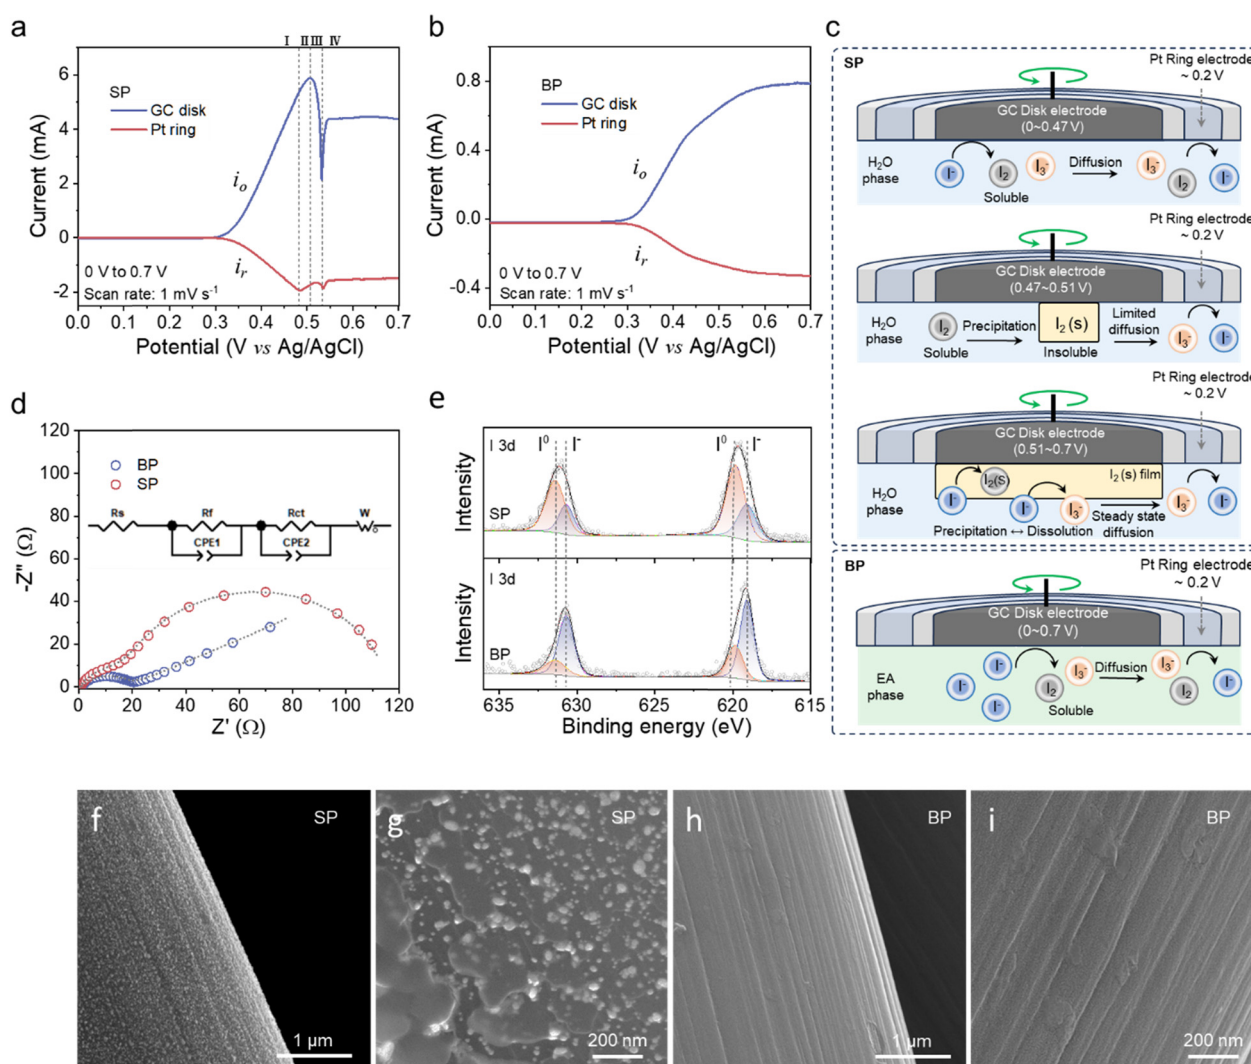 a
I II III IV
6
4
2
0
-2
Current (mA)
SP
GC disk
Pt ring
io
ir
0 V to 0.7 V
Scan rate: 1 mV s⁻¹
0.0 0.1 0.2 0.3 0.4 0.5 0.6 0.7
Potential (V vs Ag/AgCl)
b
0.8
0.4
0.0
-0.4
Current (mA)
BP
GC disk
Pt ring
io
ir
0 V to 0.7 V
Scan rate: 1 mV s⁻¹
0.0 0.1 0.2 0.3 0.4 0.5 0.6 0.7
Potential (V vs Ag/AgCl)
c
SP
Pt Ring electrode
~ 0.2 V
GC Disk electrode
(0~0.47 V)
H₂O
phase
I⁻
I₂
I₃⁻
Diffusion
I₃⁻
I₂
I⁻
Soluble
Pt Ring electrode
~ 0.2 V
GC Disk electrode
(0.47~0.51 V)
H₂O
phase
I₂
Precipitation
I₂ (s)
Limited
diffusion
I₃⁻
I⁻
Soluble
Insoluble
Pt Ring electrode
~ 0.2 V
GC Disk electrode
(0.51~0.7 V)
I₂(s
I₂ (s) film
H₂O
phase
I⁻
I⁻
I₃⁻
I₃⁻
I⁻
Precipitation ↔ Dissolution
Steady state
diffusion
BP
Pt Ring electrode
~ 0.2 V
GC Disk electrode
(0~0.7 V)
EA
phase
I⁻
I⁻
I⁻
I₂
I₃⁻
Diffusion
I₃⁻
I₂
I⁻
Soluble
d
120
100
80
60
40
20
0
-Z" (Ω)
BP
SP
Rs
Rf
Rct
W
CPE1
CPE2
0 20 40 60 80 100 120
Z' (Ω)
e
I 3d
I⁰ I⁻
I⁰ I⁻
SP
Intensity
I 3d
BP
Intensity
635 630 625 620 615
Binding energy (eV)
f
SP
1 μm
g
SP
200 nm
h
BP
1 μm
i
BP
200 nm